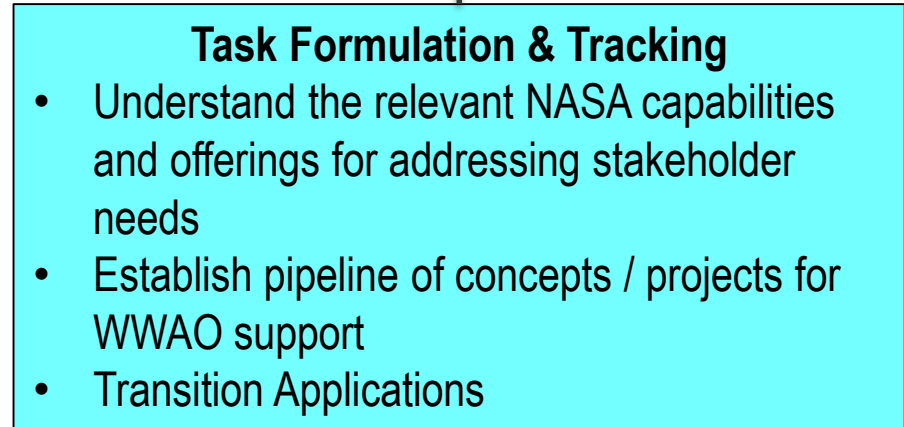 Task Formulation & Tracking
• Understand the relevant NASA capabilities
and offerings for addressing stakeholder
needs
• Establish pipeline of concepts / projects for
WWAO support
• Transition Applications